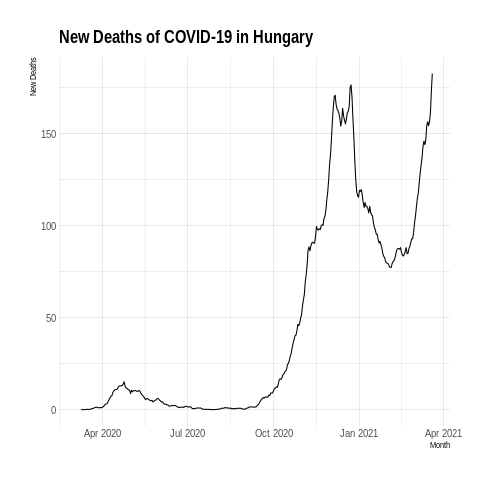 New Deaths of COVID-19 in Hungary
New Deaths
150
100
50
0
Apr 2020 Jul 2020 Oct 2020 Jan 2021 Apr 2021
Month